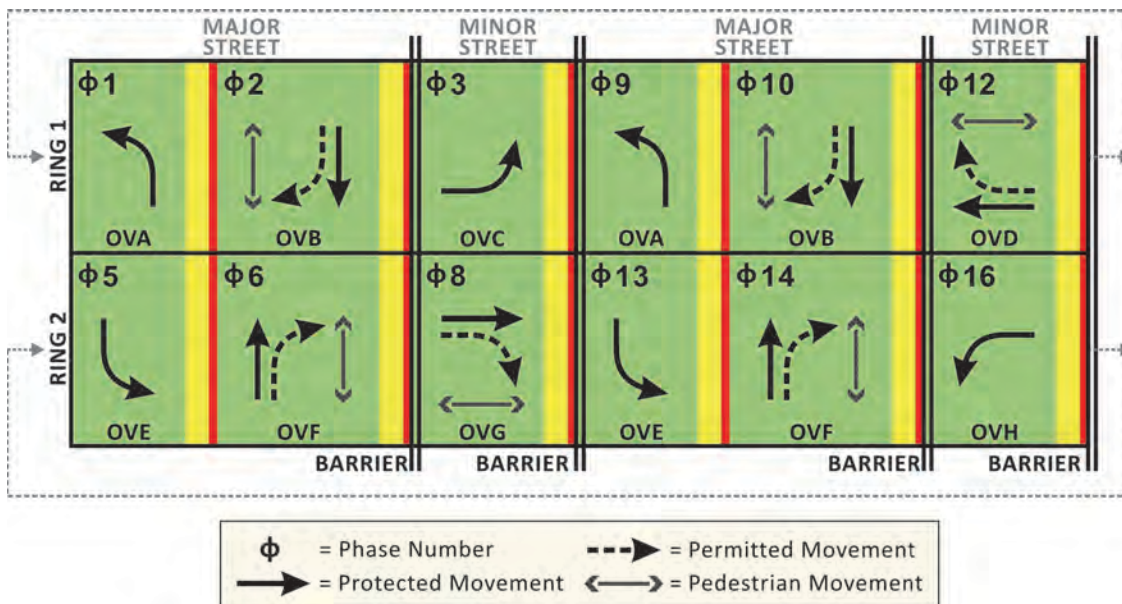 MAJOR STREET
MINOR STREET
MAJOR STREET
MINOR STREET
RING 1
Φ1
Φ2
Φ3
Φ9
Φ10
Φ12
OVA
OVB
OVC
OVA
OVB
OVD
RING 2
Φ5
Φ6
Φ8
Φ13
Φ14
Φ16
OVE
OVF
OVG
OVE
OVF
OVH
BARRIER
BARRIER
BARRIER
BARRIER
Φ = Phase Number
= Permitted Movement
= Protected Movement
= Pedestrian Movement